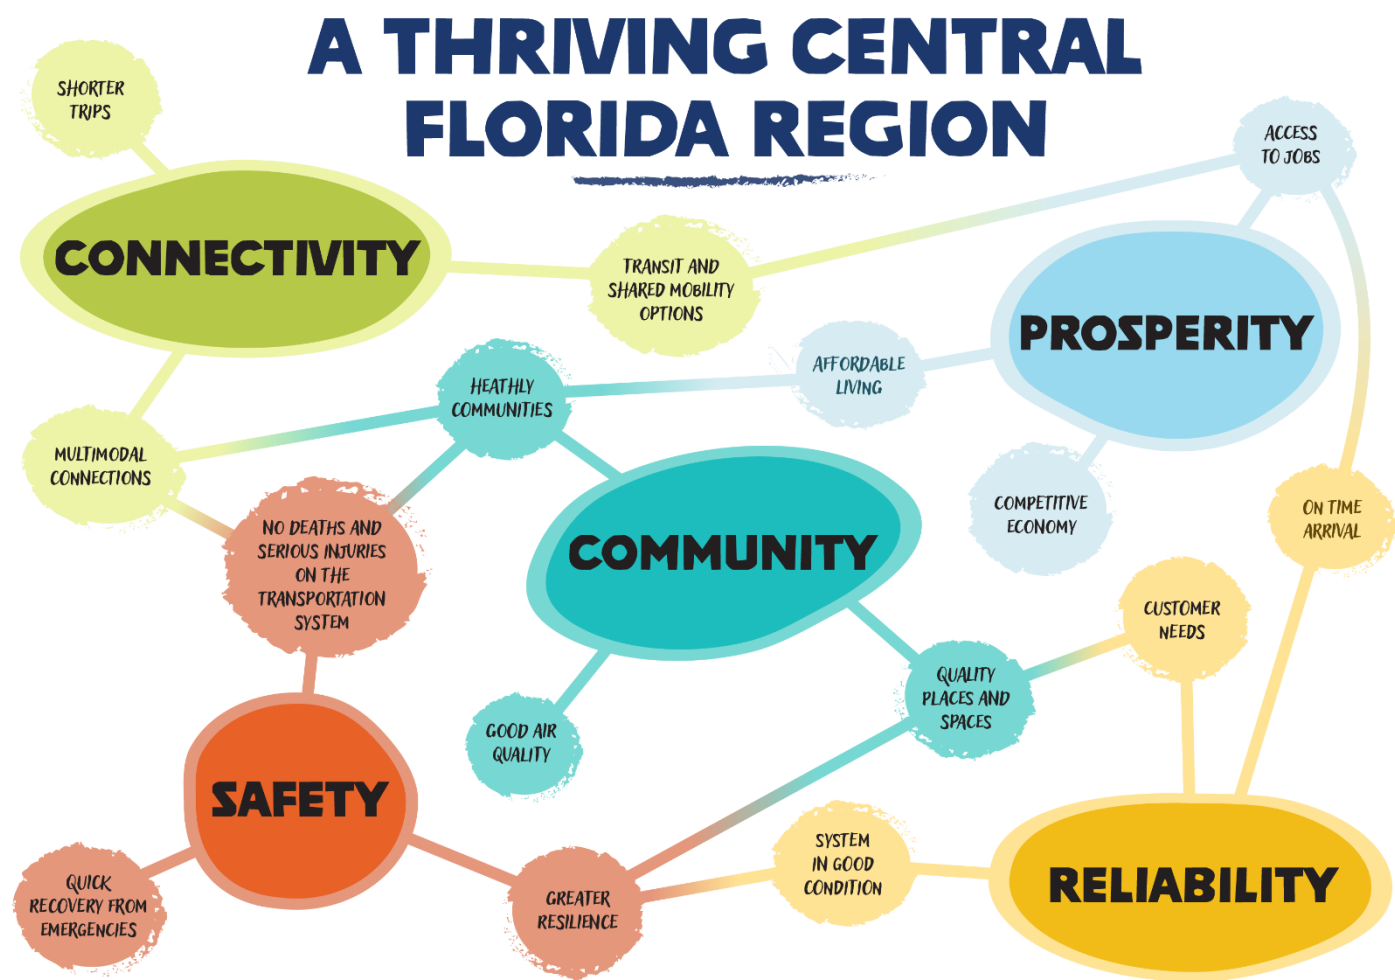 A THRIVING CENTRAL
FLORIDA REGION
SHORTER
TRIPS
ACCESS
TO JOBS
CONNECTIVITY
TRANSIT AND
SHARED MOBILITY
OPTIONS
PROSPERITY
AFFORDABLE
LIVING
HEATHLY
COMMUNITIES
MULTIMODAL
CONNECTIONS
COMPETITIVE
ECONOMY
ON TIME
ARRIVAL
NO DEATHS AND
SERIOUS INJURIES
ON THE
TRANSPORTATION
SYSTEM
COMMUNITY
CUSTOMER
NEEDS
QUALITY
PLACES AND
SPACES
GOOD AIR
QUALITY
SAFETY
SYSTEM
IN GOOD
CONDITION
RELIABILITY
QUICK
RECOVERY FROM
EMERGENCIES
GREATER
RESILIENCE